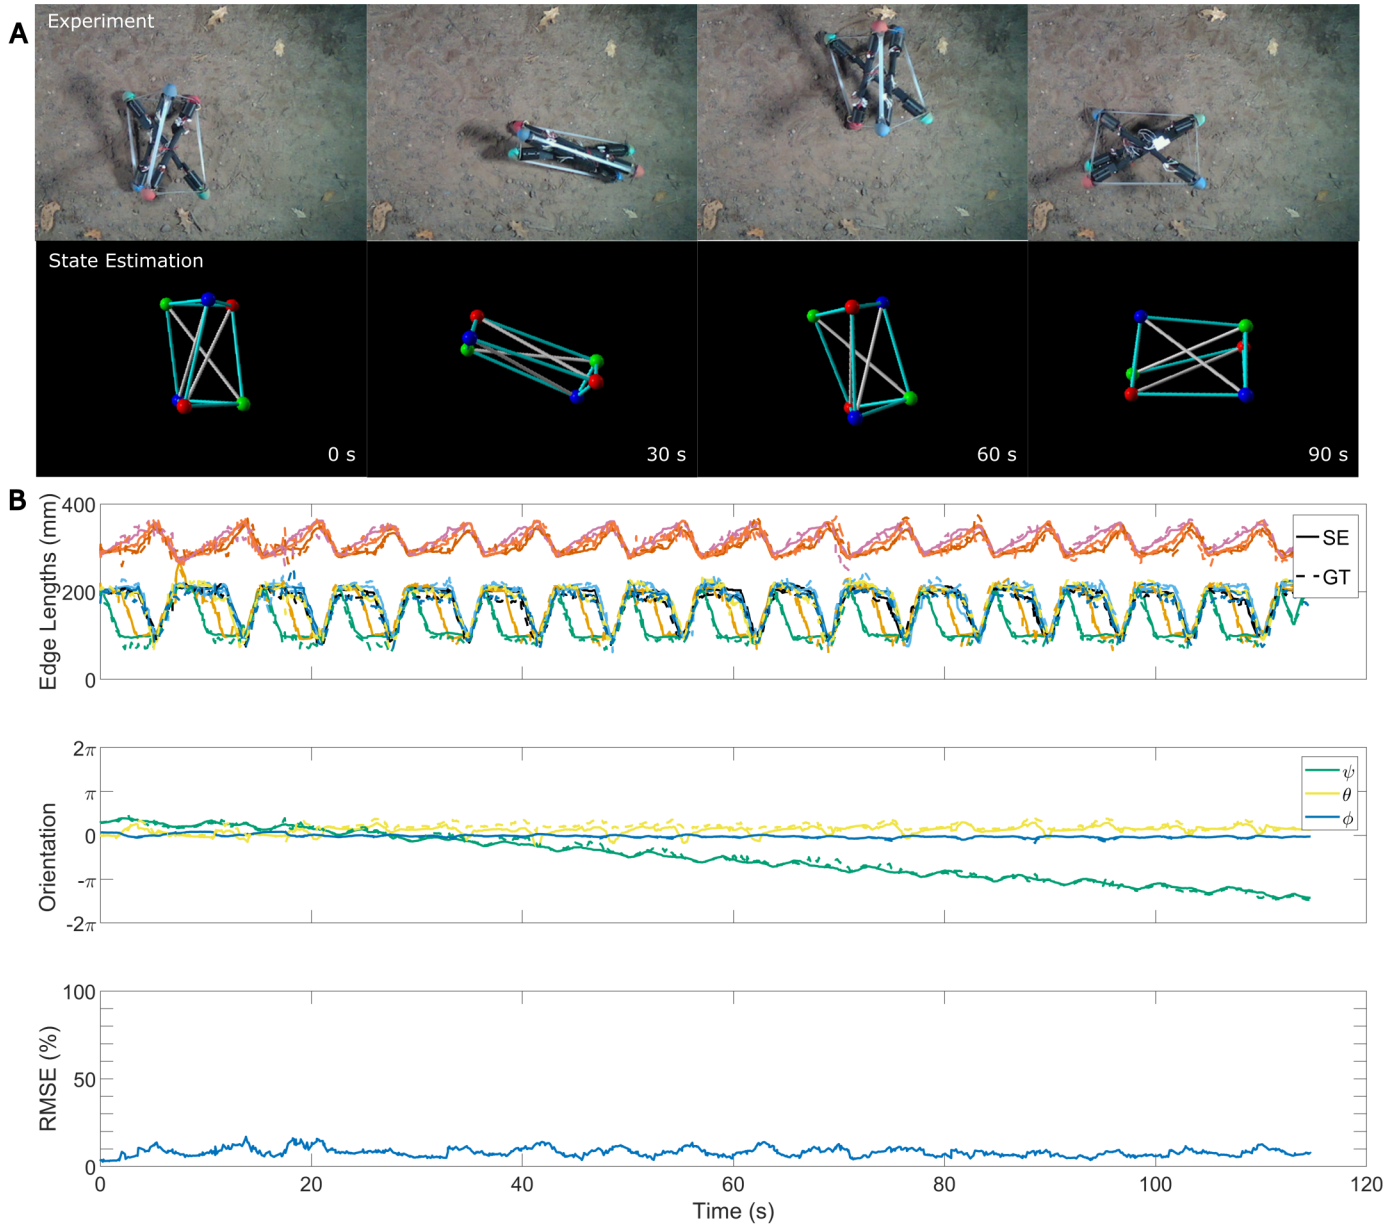 A
Experiment
State Estimation
0 s
30 s
60 s
90 s
B
Edge Lengths (mm)
400
200
0
SE
GT
Orientation
2π
π
0
-π
-2π
ψ
θ
ϕ
RMSE (%)
100
50
0
0 20 40 60 80 100 120
Time (s)